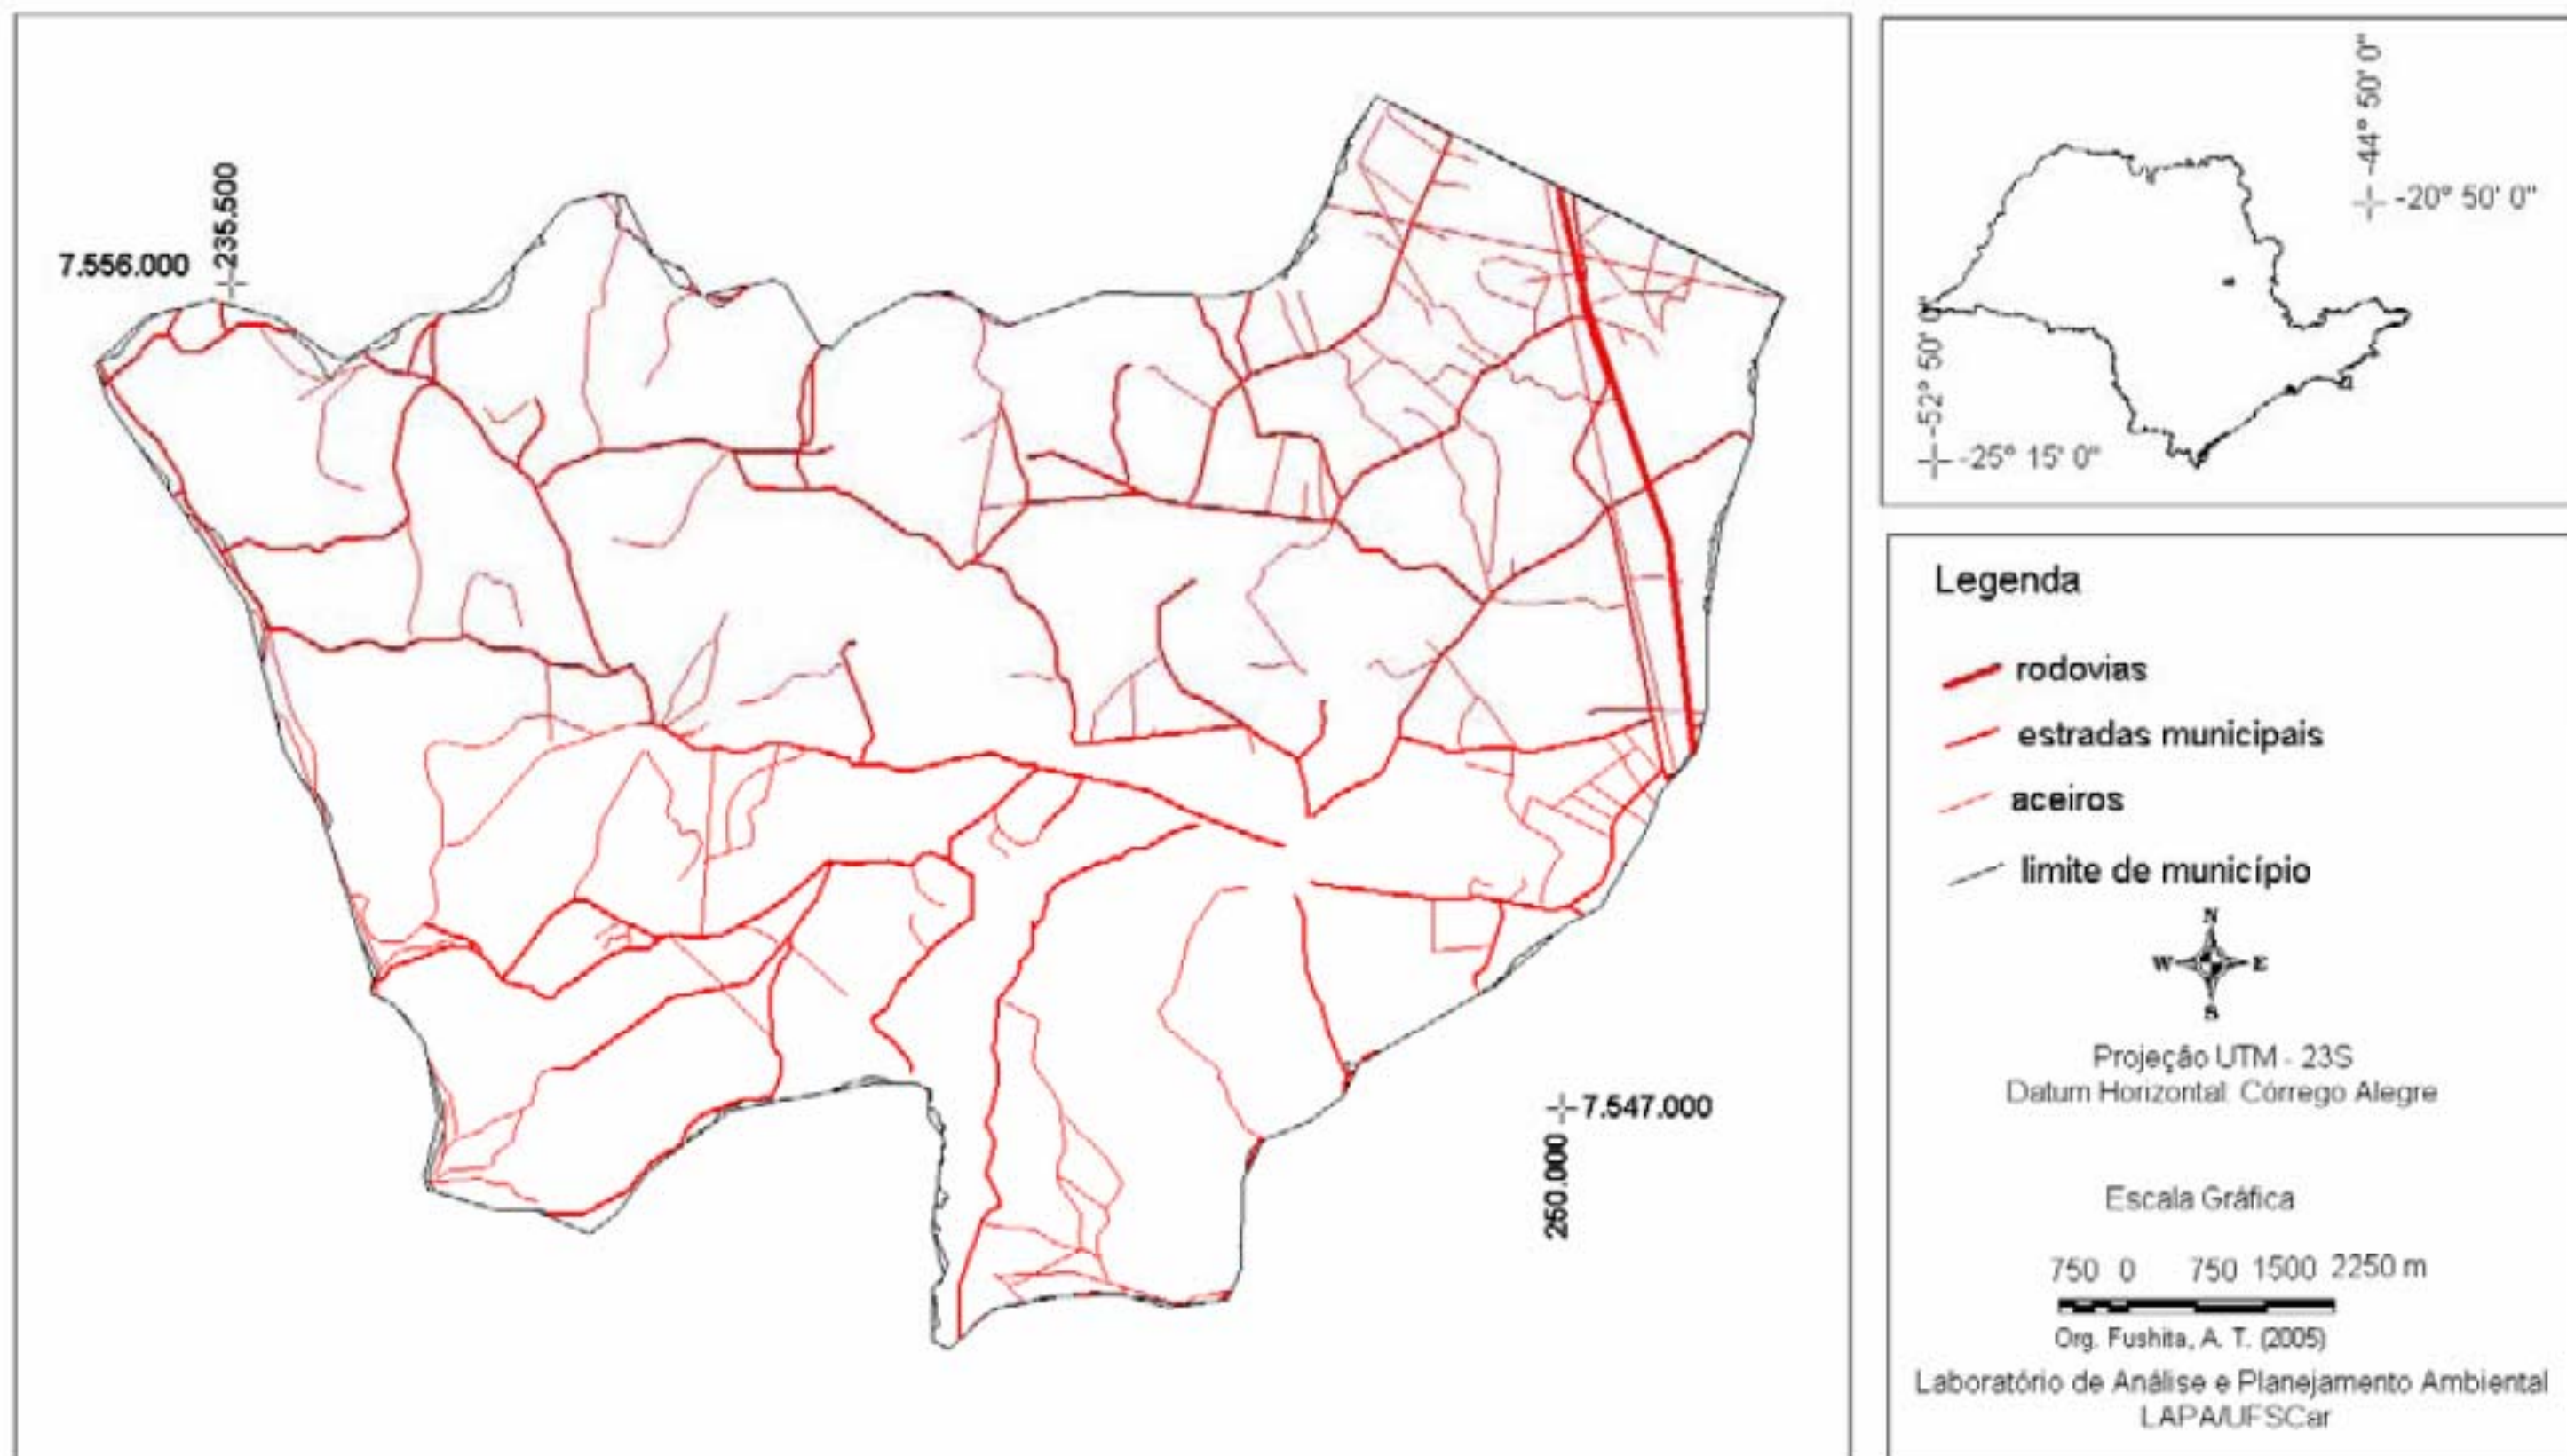 7.556.000
235.500
7.547.000
250.000
-44° 50' 0"
-20° 50' 0"
-52° 50' 0"
-25° 15' 0"
Legenda
rodovias
estradas municipais
aceiros
limite de município
N
W E
S
Projeção UTM - 23S
Datum Horizontal: Córrego Alegre
Escala Gráfica
750 0 750 1500 2250 m
Org. Fushita, A. T. (2005)
Laboratório de Análise e Planejamento Ambiental
LAPA/UFSCar